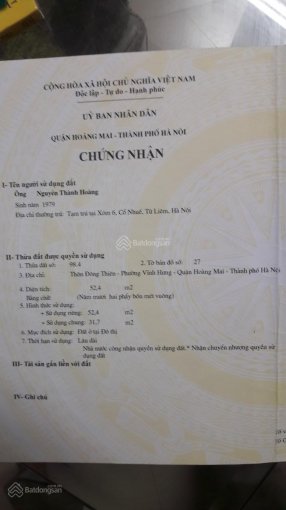 CỘNG HÒA XÃ HỘI CHỦ NGHĨA VIỆT NAM
Độc lập - Tự do - Hạnh phúc
UỶ BAN NHÂN DÂN
QUẬN HOÀNG MAI - THÀNH PHỐ HÀ NỘI
CHỨNG NHẬN
I- Tên người sử dụng đất
Ông Nguyễn Thành Hoàng
Sinh năm 1979
Địa chỉ thường trú: Tạm trú tại Xóm 6, Cổ Nhuế, Từ Liêm, Hà Nội
II- Thửa đất được quyền sử dụng
1. Thửa đất số: 98.4 2. Tờ bản đồ số: 27
3. Địa chỉ: Thôn Đông Thiên - Phường Vĩnh Hưng - Quận Hoàng Mai - Thành phố Hà Nội
4. Diện tích: 52,4 m2
Bằng chữ: (Năm mươi hai phẩy bốn mét vuông)
5. Hình thức sử dụng:
+ Sử dụng riêng: 52,4 m2
+ Sử dụng chung: 31,7 m2
6. Mục đích sử dụng: Đất ở tại Đô thị
7. Thời hạn sử dụng: Lâu dài
Nhà nước công nhận quyền sử dụng đất.* Nhận chuyển nhượng quyền sử dụng đất
III- Tài sản gắn liền với đất
IV- Ghi chú
Batdongsan
Batdongsan